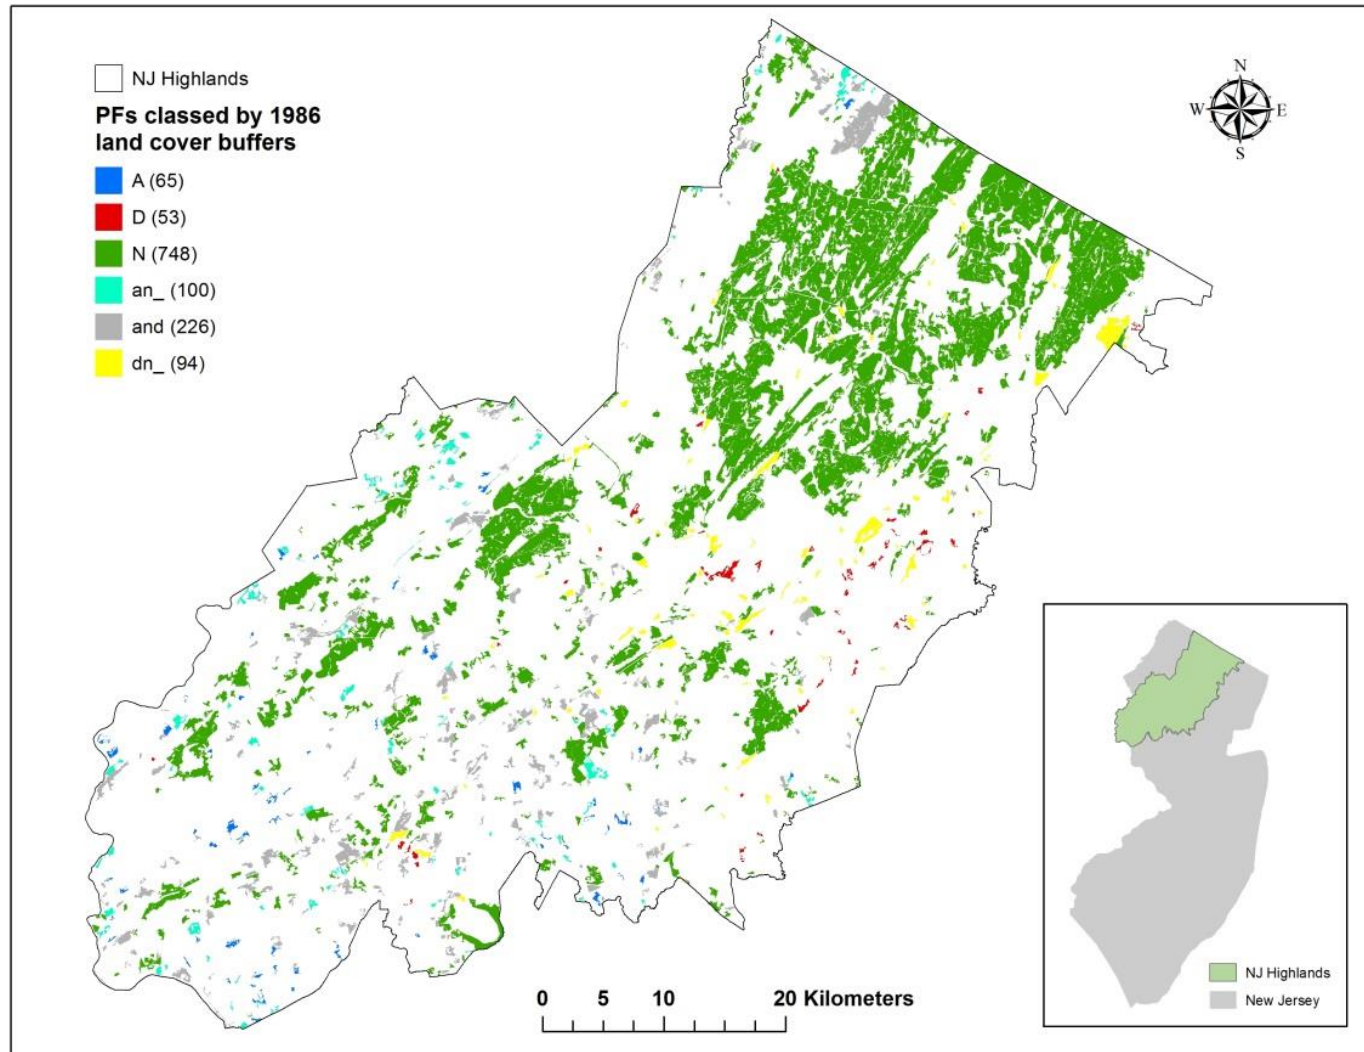 NJ Highlands
PFs classed by 1986
land cover buffers
A (65)
D (53)
N (748)
an_ (100)
and (226)
dn_ (94)
N
W E
S
0 5 10 20 Kilometers
NJ Highlands
New Jersey